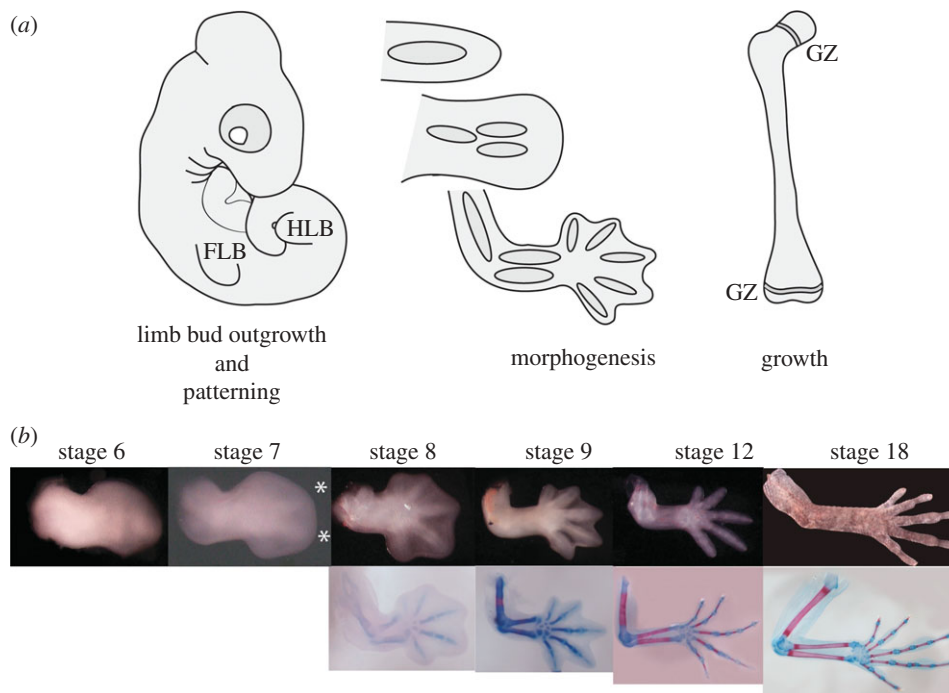 (a)
GZ
HLB
FLB
GZ
limb bud outgrowth
and
patterning
morphogenesis
growth
(b)
stage 6
stage 7
stage 8
stage 9
stage 12
stage 18
*
*